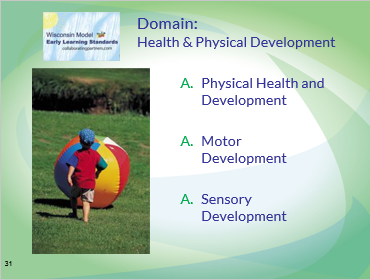 Wisconsin Model
Early Learning Standards
collaboratingpartners.com
Domain:
Health & Physical Development
A. Physical Health and
Development
A. Motor
Development
A. Sensory
Development
31